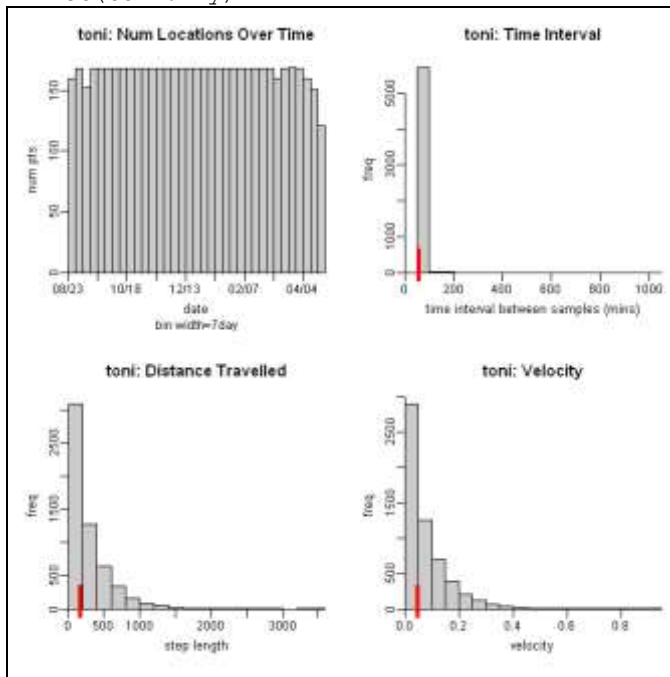 toni: Num Locations Over Time
num pts
0
50
100
150
08/23
10/18
12/13
02/07
04/04
date
bin width=7day
toni: Time Interval
freq
0
1000
3000
5000
0
200
400
600
800
1000
time interval between samples (mins)
toni: Distance Travelled
freq
0
500
1500
2500
0
500
1000
2000
3000
step length
toni: Velocity
freq
0
500
1500
2500
0.0
0.2
0.4
0.6
0.8
velocity